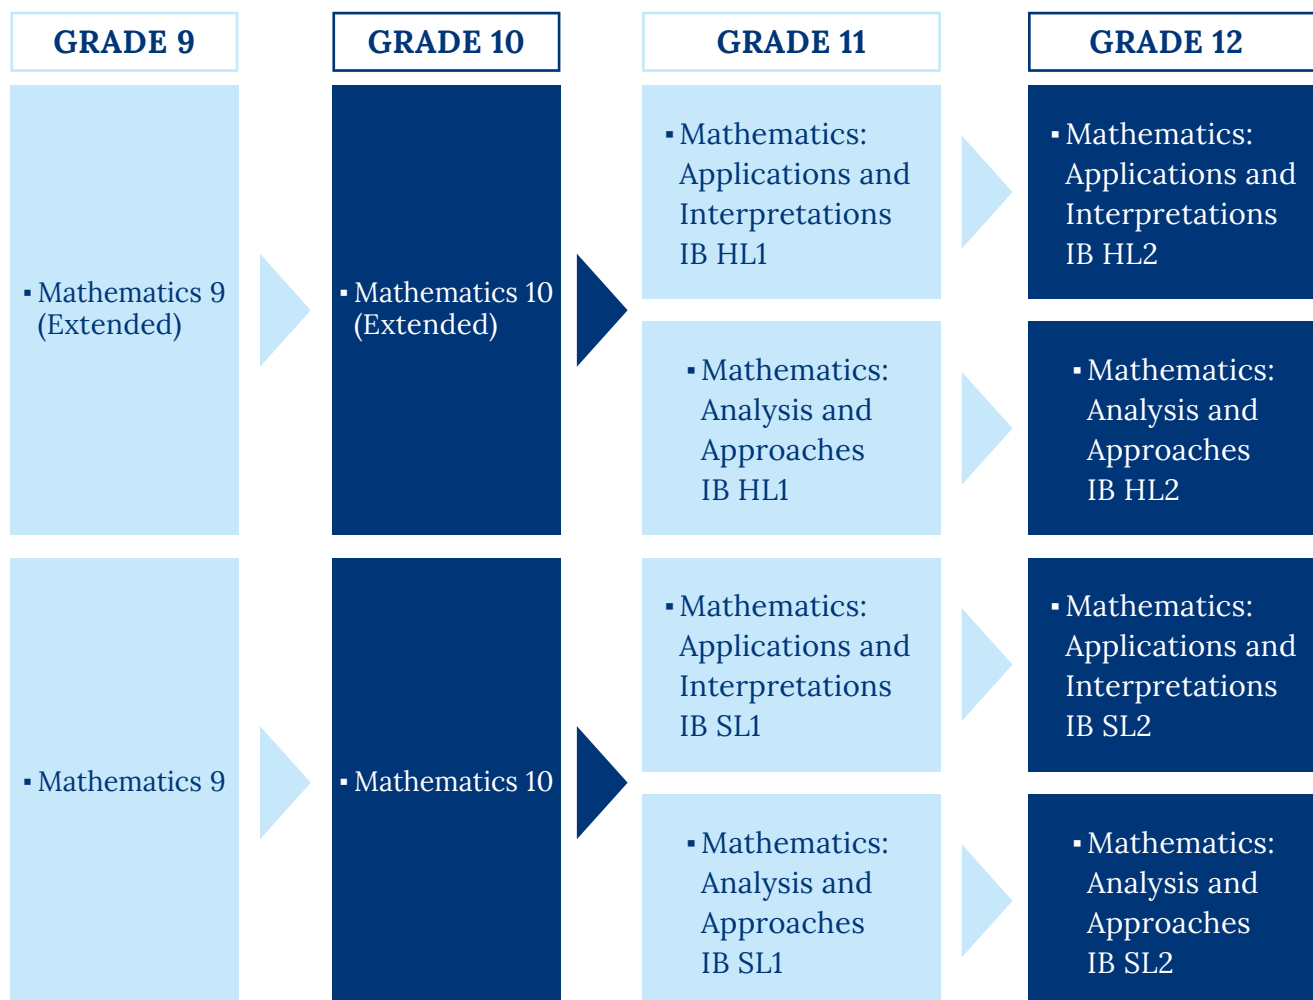 GRADE 9
GRADE 10
GRADE 11
GRADE 12
▪ Mathematics 9
(Extended)
▪ Mathematics 10
(Extended)
▪ Mathematics:
Applications and
Interpretations
IB HL1
▪ Mathematics:
Applications and
Interpretations
IB HL2
▪ Mathematics:
Analysis and
Approaches
IB HL1
▪ Mathematics:
Analysis and
Approaches
IB HL2
▪ Mathematics 9
▪ Mathematics 10
▪ Mathematics:
Applications and
Interpretations
IB SL1
▪ Mathematics:
Applications and
Interpretations
IB SL2
▪ Mathematics:
Analysis and
Approaches
IB SL1
▪ Mathematics:
Analysis and
Approaches
IB SL2